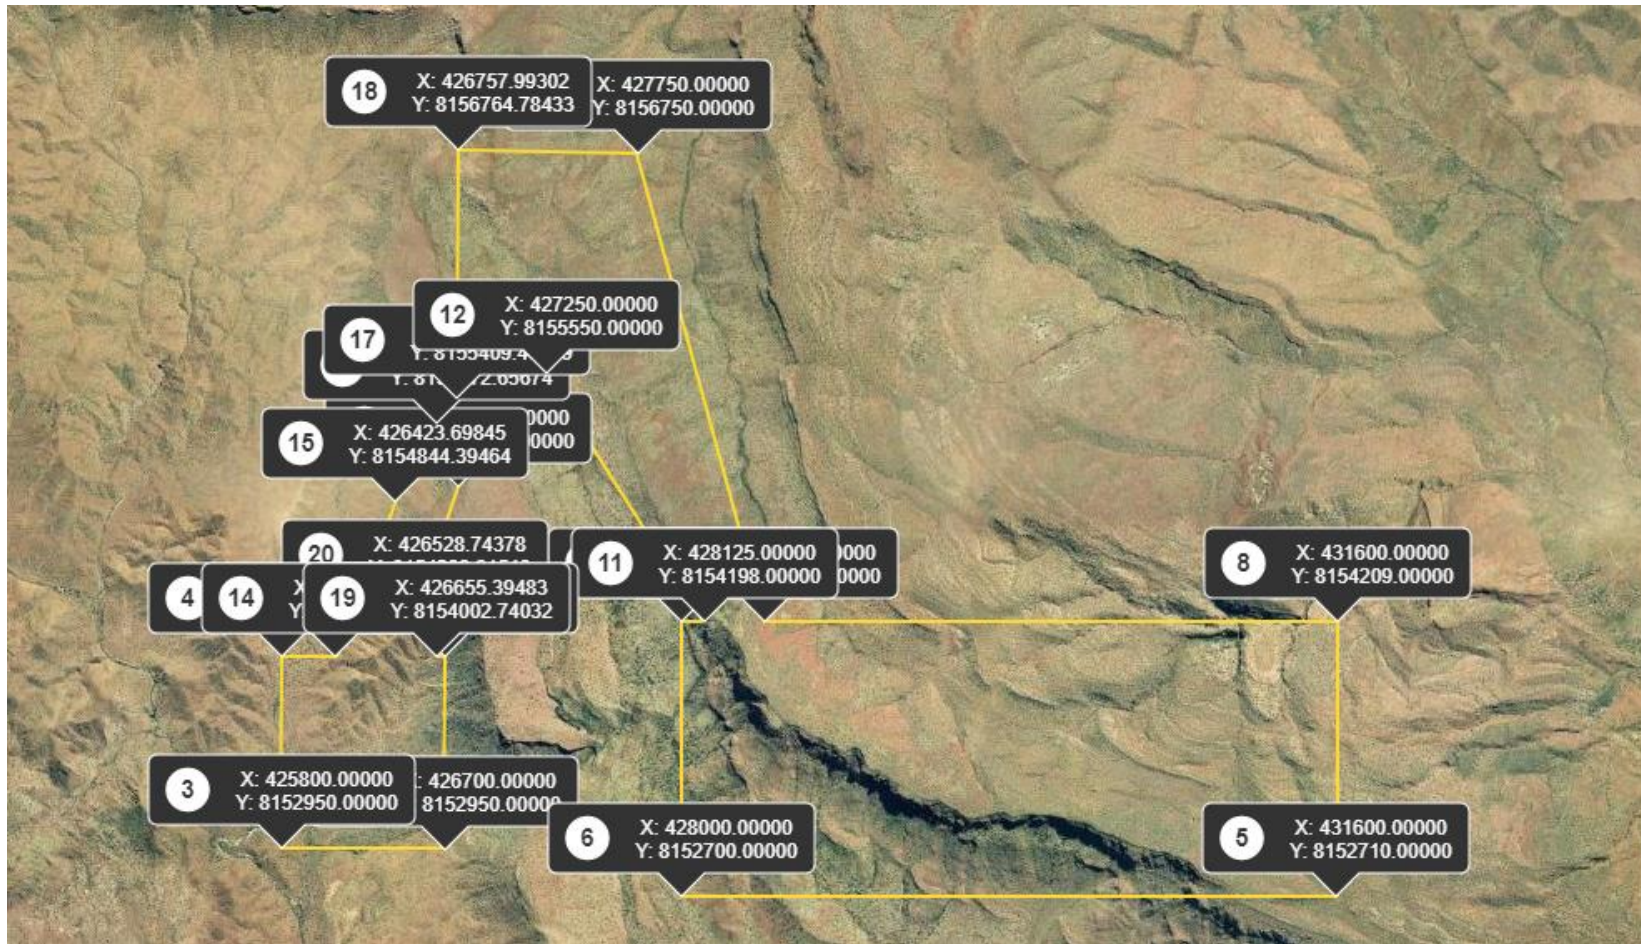 18
X: 426757.99302
Y: 8156764.78433
X: 427750.00000
Y: 8156750.00000
12
X: 427250.00000
Y: 8155550.00000
17
15
X: 426423.69845
Y: 8154844.39464
20
X: 426528.74378
11
X: 428125.00000
Y: 8154198.00000
8
X: 431600.00000
Y: 8154209.00000
4
14
19
X: 426655.39483
Y: 8154002.74032
3
X: 425800.00000
Y: 8152950.00000
: 426700.00000
8152950.00000
6
X: 428000.00000
Y: 8152700.00000
5
X: 431600.00000
Y: 8152710.00000